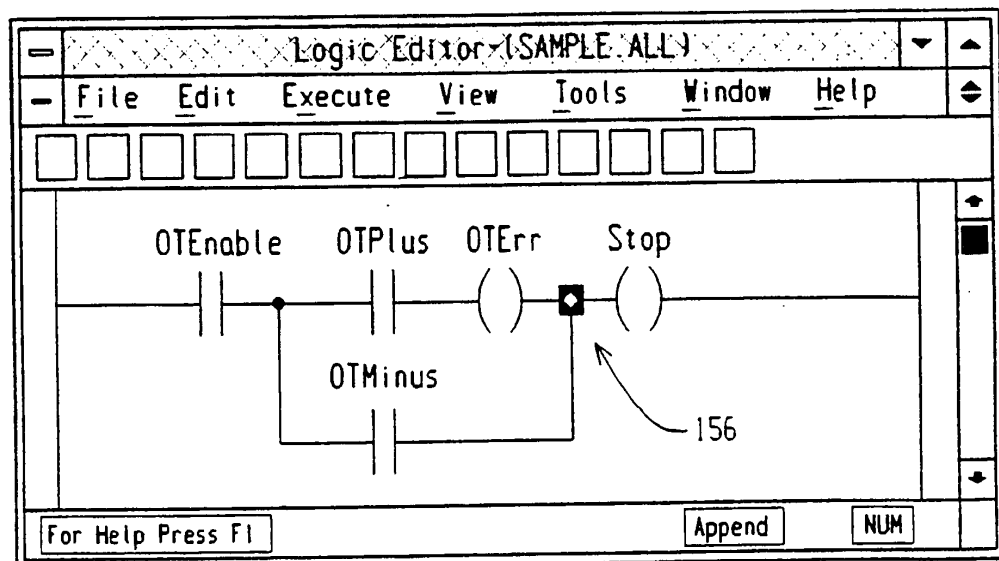 Logic Editor-(SAMPLE.ALL)
File Edit Execute View Tools Window Help
OTEnable OTPlus OTErr Stop
OTMinus
156
For Help Press F1 Append NUM